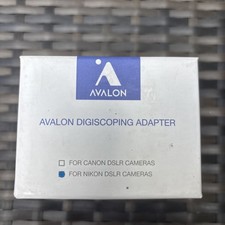 AVALON
AVALON DIGISCOPING ADAPTER
FOR CANON DSLR CAMERAS
FOR NIKON DSLR CAMERAS